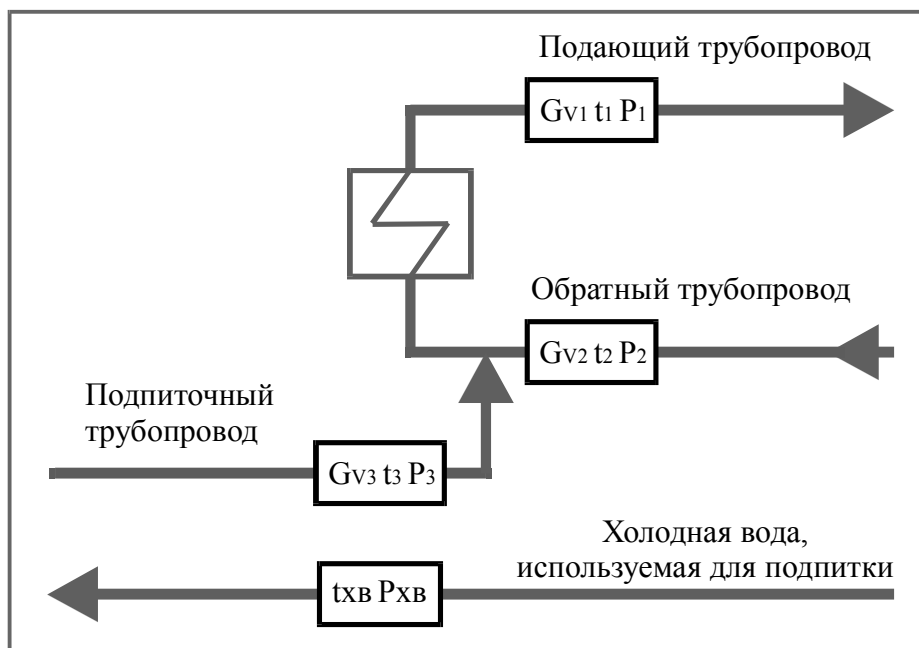 Подающий трубопровод
Gv1 t1 P1
Обратный трубопровод
Gv2 t2 P2
Подпиточный
трубопровод
Gv3 t3 P3
Холодная вода,
используемая для подпитки
tхв Pхв